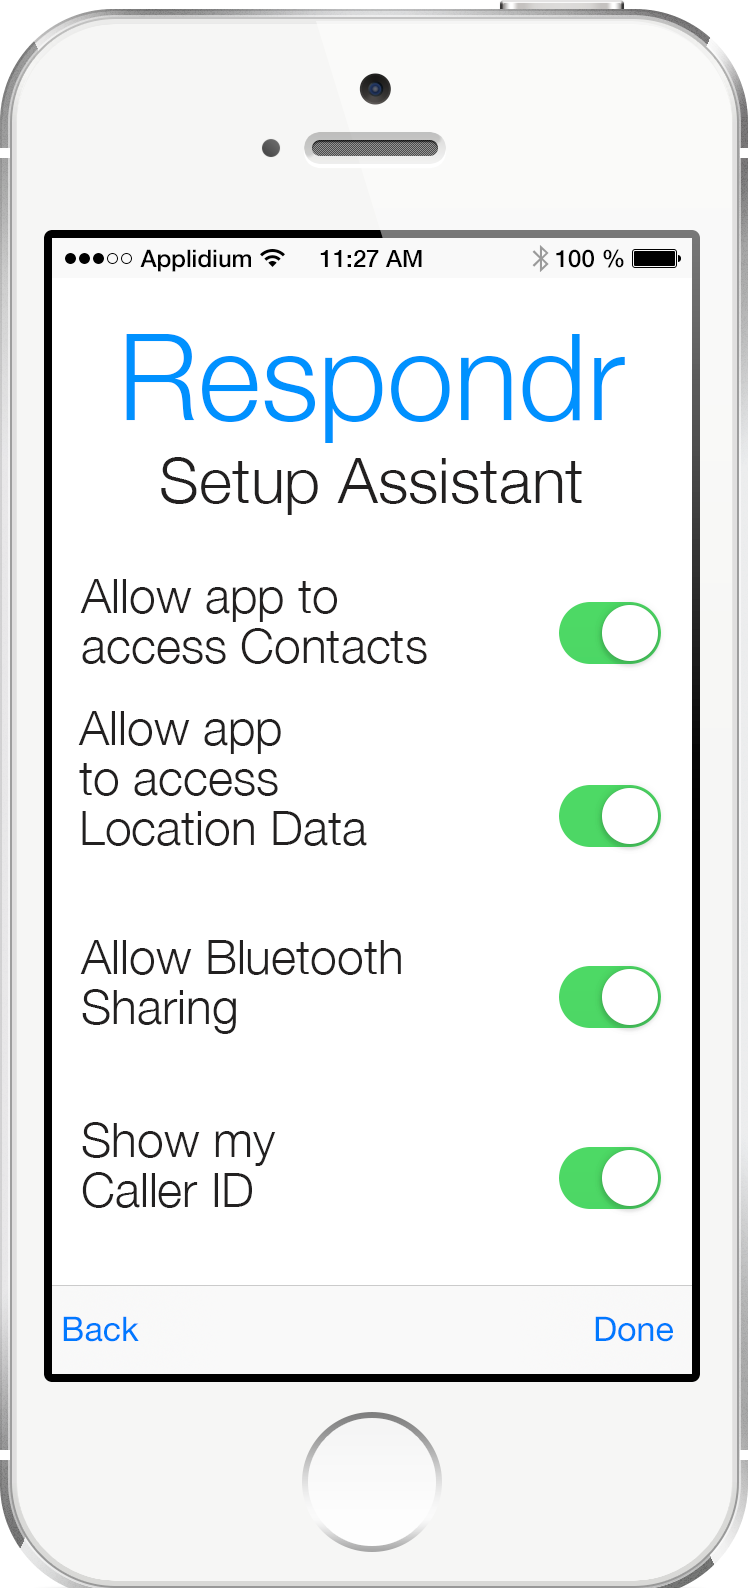 Applidium 11:27 AM 100 %
Respondr
Setup Assistant
Allow app to
access Contacts
Allow app
to access
Location Data
Allow Bluetooth
Sharing
Show my
Caller ID
Back Done